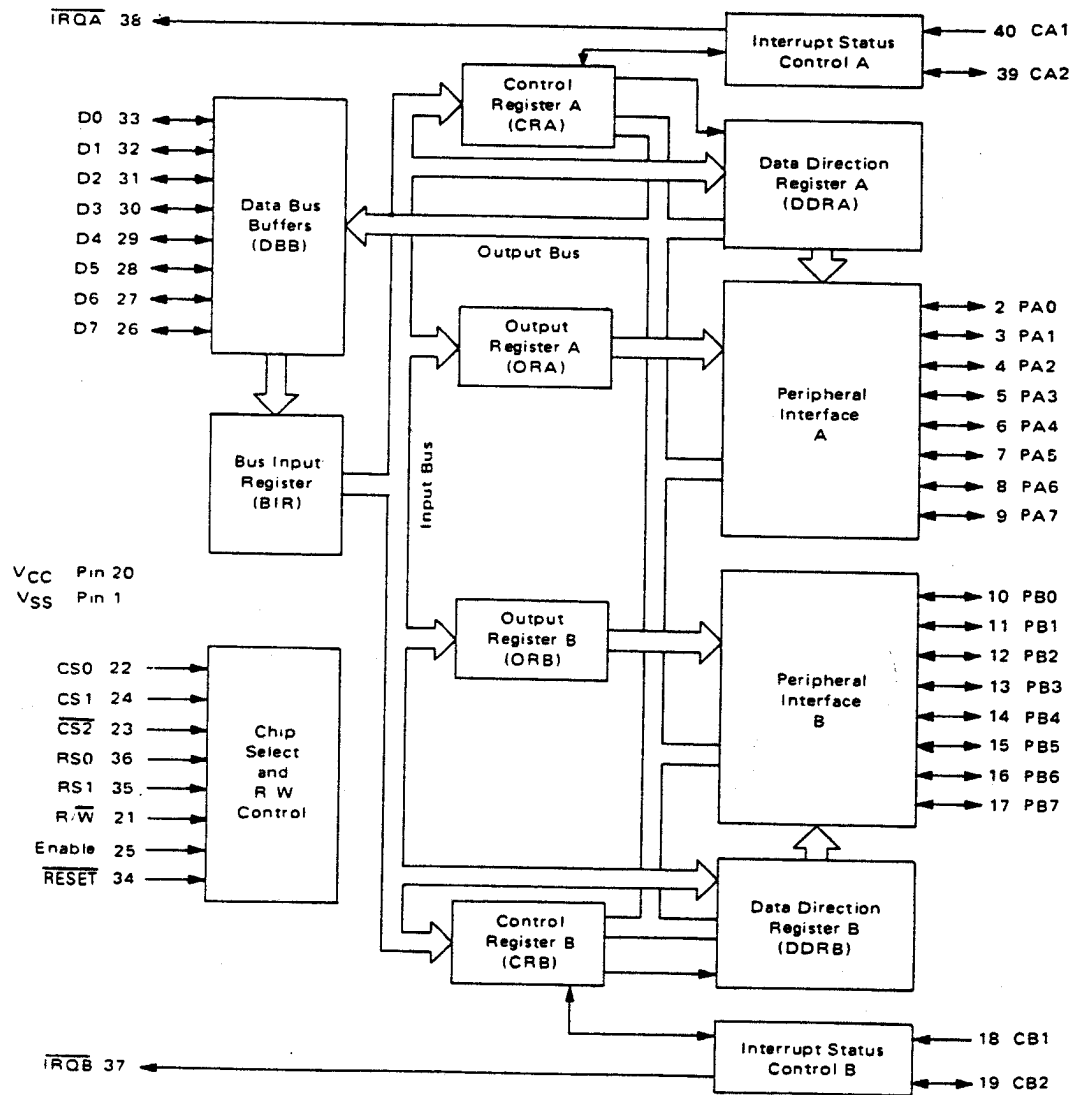 IRQA 38
Interrupt Status
Control A
40 CA1
39 CA2
Control
Register A
(CRA)
D0 33
D1 32
D2 31
D3 30
D4 29
D5 28
D6 27
D7 26
Data Bus
Buffers
(DBB)
Data Direction
Register A
(DDRA)
Output Bus
Output
Register A
(ORA)
Peripheral
Interface
A
2 PA0
3 PA1
4 PA2
5 PA3
6 PA4
7 PA5
8 PA6
9 PA7
Bus Input
Register
(BIR)
Input Bus
VCC Pin 20
VSS Pin 1
Output
Register B
(ORB)
Peripheral
Interface
B
10 PB0
11 PB1
12 PB2
13 PB3
14 PB4
15 PB5
16 PB6
17 PB7
CS0 22
CS1 24
CS2 23
RS0 36
RS1 35
R/W 21
Enable 25
RESET 34
Chip
Select
and
R W
Control
Control
Register B
(CRB)
Data Direction
Register B
(DDRB)
Interrupt Status
Control B
18 CB1
19 CB2
IRQB 37